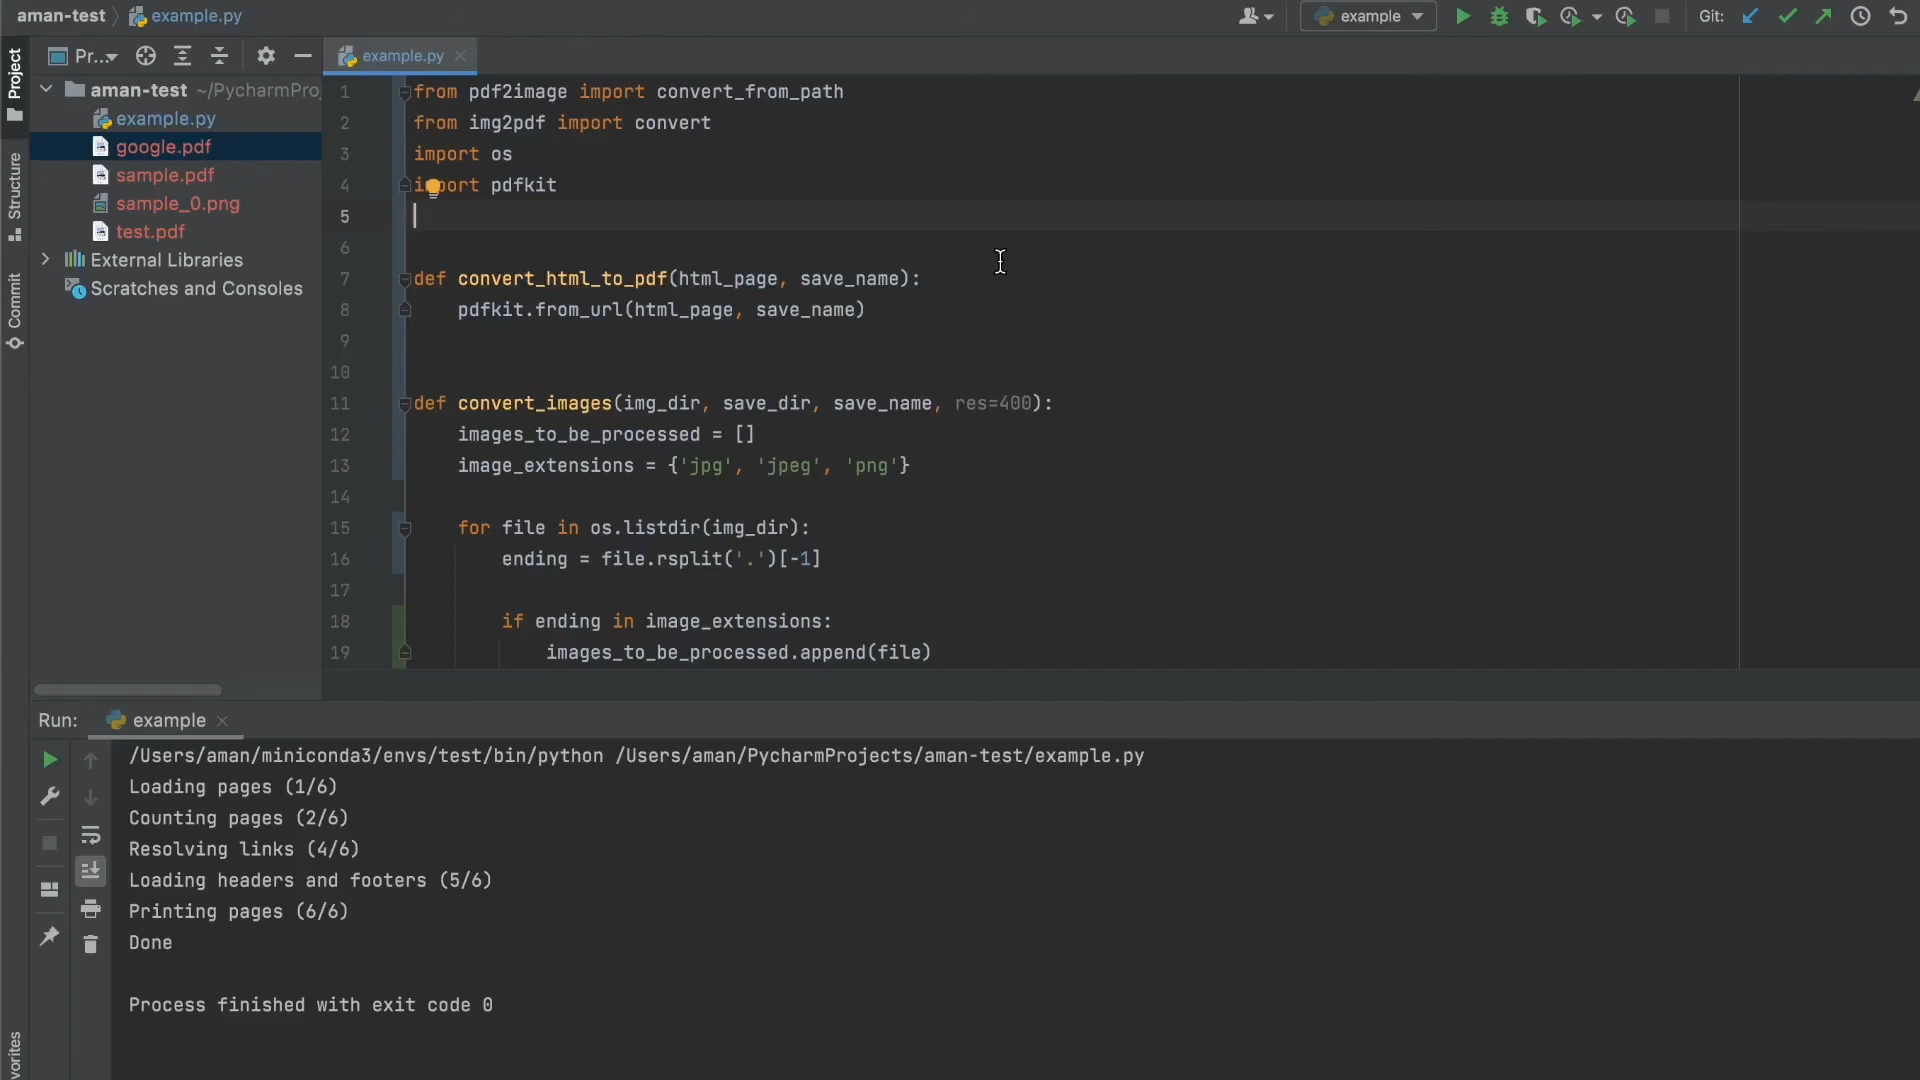 aman-test example.py
example
Git:
Project
Structure
Commit
vorites
Pr...
aman-test ~/PycharmPro
example.py
google.pdf
sample.pdf
sample_0.png
test.pdf
External Libraries
Scratches and Consoles
example.py
1 from pdf2image import convert_from_path
2 from img2pdf import convert
3 import os
4 import pdfkit
5
6
7 def convert_html_to_pdf(html_page, save_name):
8 pdfkit.from_url(html_page, save_name)
9
10
11 def convert_images(img_dir, save_dir, save_name, res=400):
12 images_to_be_processed = []
13 image_extensions = {'jpg', 'jpeg', 'png'}
14
15 for file in os.listdir(img_dir):
16 ending = file.rsplit('.')[-1]
17
18 if ending in image_extensions:
19 images_to_be_processed.append(file)
Run: example
/Users/aman/miniconda3/envs/test/bin/python /Users/aman/PycharmProjects/aman-test/example.py
Loading pages (1/6)
Counting pages (2/6)
Resolving links (4/6)
Loading headers and footers (5/6)
Printing pages (6/6)
Done
Process finished with exit code 0